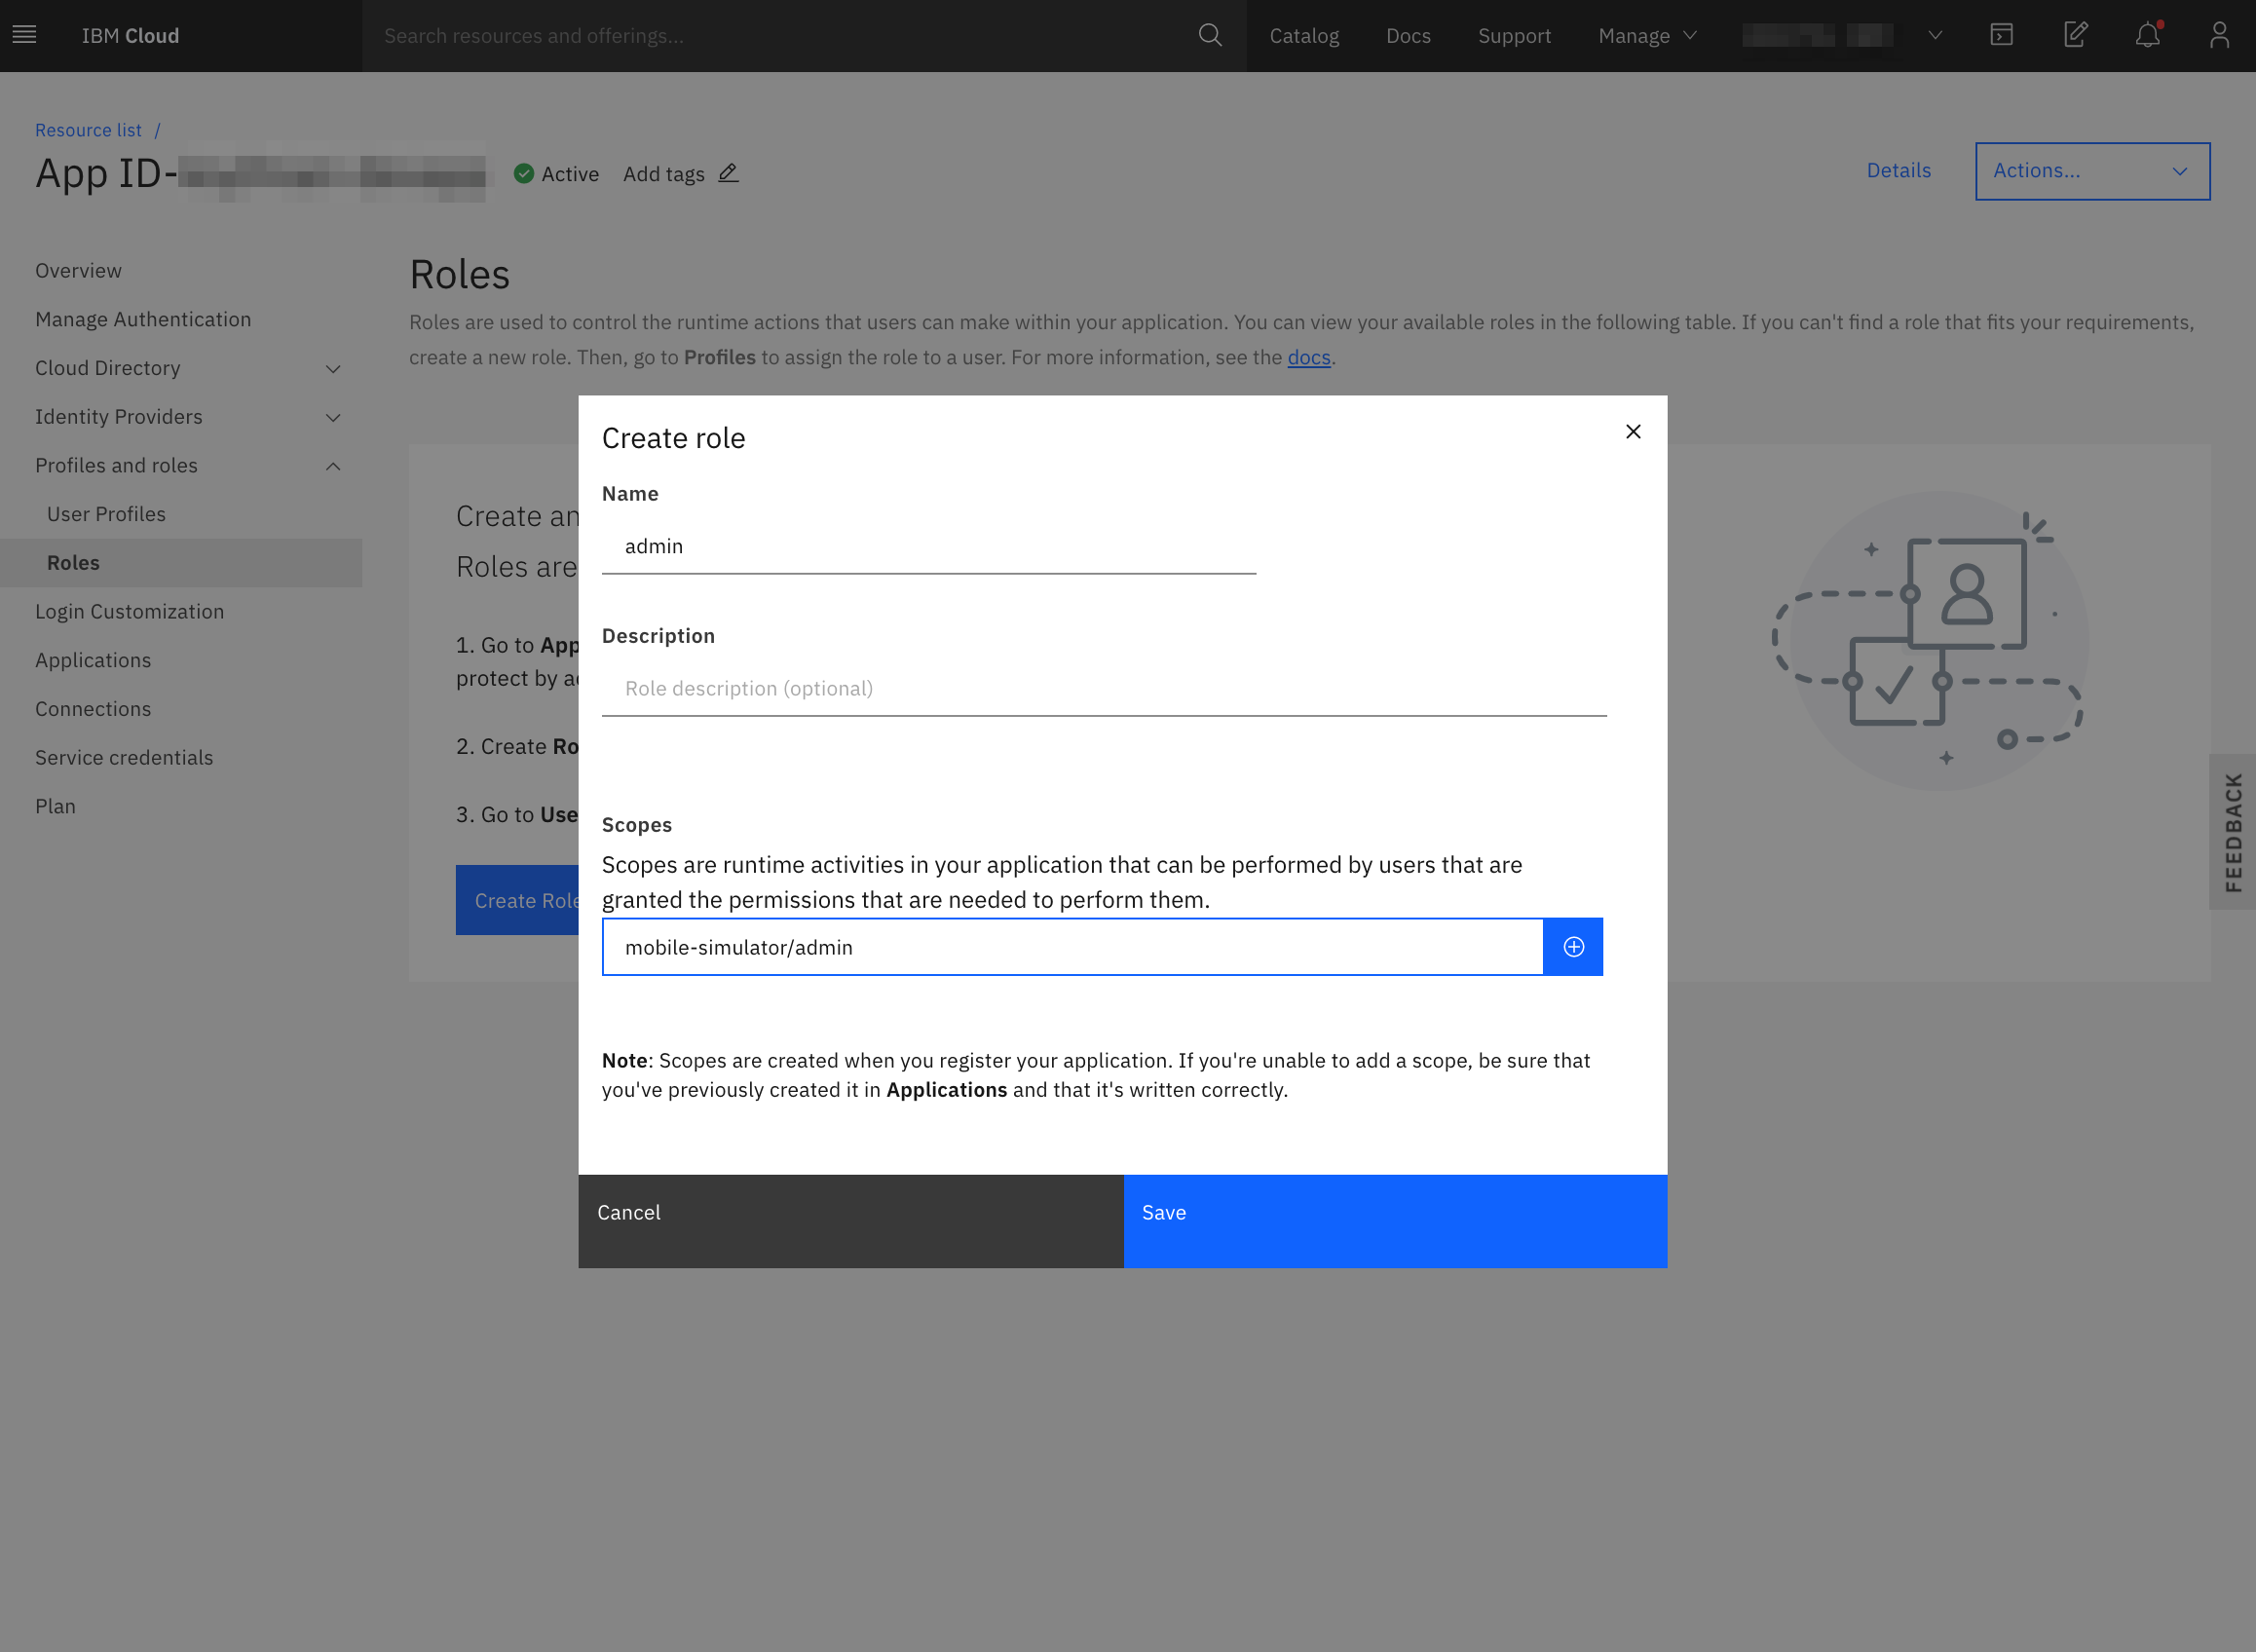 IBM Cloud
Search resources and offerings...
Catalog
Docs
Support
Manage
Resource list /
App ID-
Active
Add tags
Details
Actions...
Overview
Manage Authentication
Cloud Directory
Identity Providers
Profiles and roles
User Profiles
Roles
Login Customization
Applications
Connections
Service credentials
Plan
Roles
Roles are used to control the runtime actions that users can make within your application. You can view your available roles in the following table. If you can't find a role that fits your requirements,
create a new role. Then, go to Profiles to assign the role to a user. For more information, see the docs.
Create an
Roles are
1. Go to App
protect by a
2. Create Ro
3. Go to Use
Create Role
Create role
Name
admin
Description
Role description (optional)
Scopes
Scopes are runtime activities in your application that can be performed by users that are
granted the permissions that are needed to perform them.
mobile-simulator/admin
Note: Scopes are created when you register your application. If you're unable to add a scope, be sure that
you've previously created it in Applications and that it's written correctly.
Cancel
Save
FEEDBACK